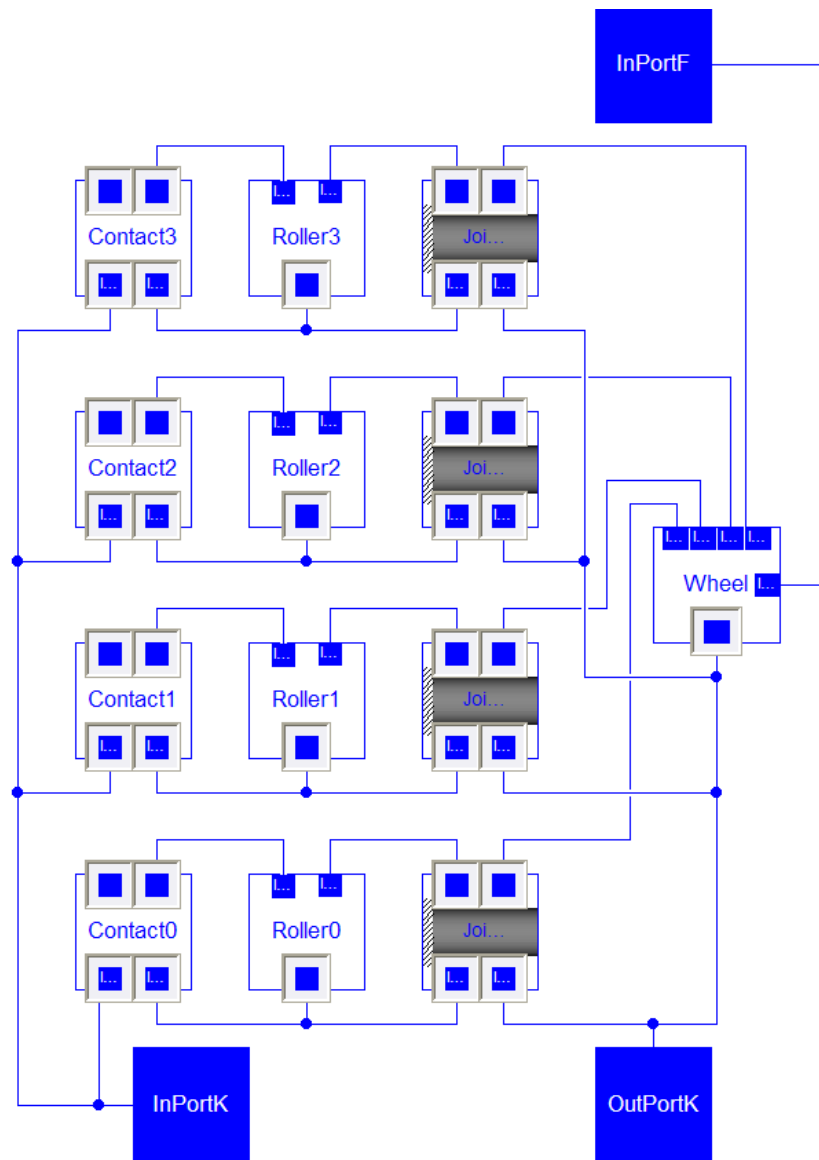 InPortF
I... I...
Contact3 Roller3 Joi...
I... I... I... I...
I... I...
Contact2 Roller2 Joi...
I... I... I... I...
I... I... I... I...
Wheel I...
I... I...
Contact1 Roller1 Joi...
I... I... I... I...
I... I...
Contact0 Roller0 Joi...
I... I... I... I...
InPortK OutPortK